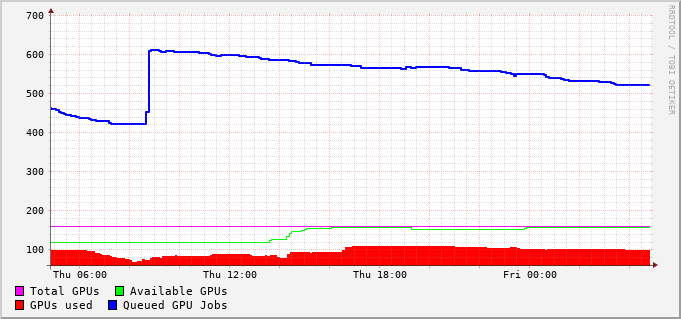 RRDTOOL / TOBI OETIKER
700
600
500
400
300
200
100
Thu 06:00 Thu 12:00 Thu 18:00 Fri 00:00
Total GPUs Available GPUs
GPUs used Queued GPU Jobs